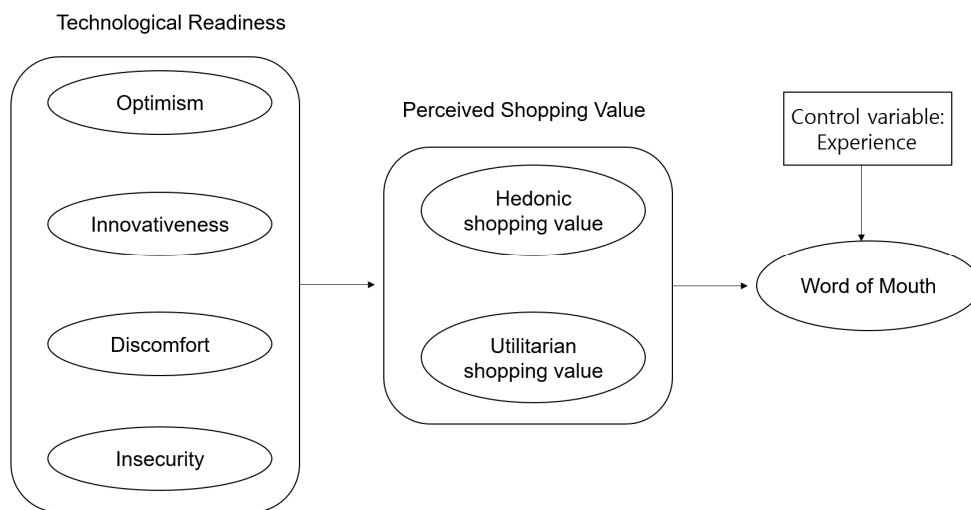 Technological Readiness
Optimism
Innovativeness
Discomfort
Insecurity
Perceived Shopping Value
Hedonic
shopping value
Utilitarian
shopping value
Control variable:
Experience
Word of Mouth